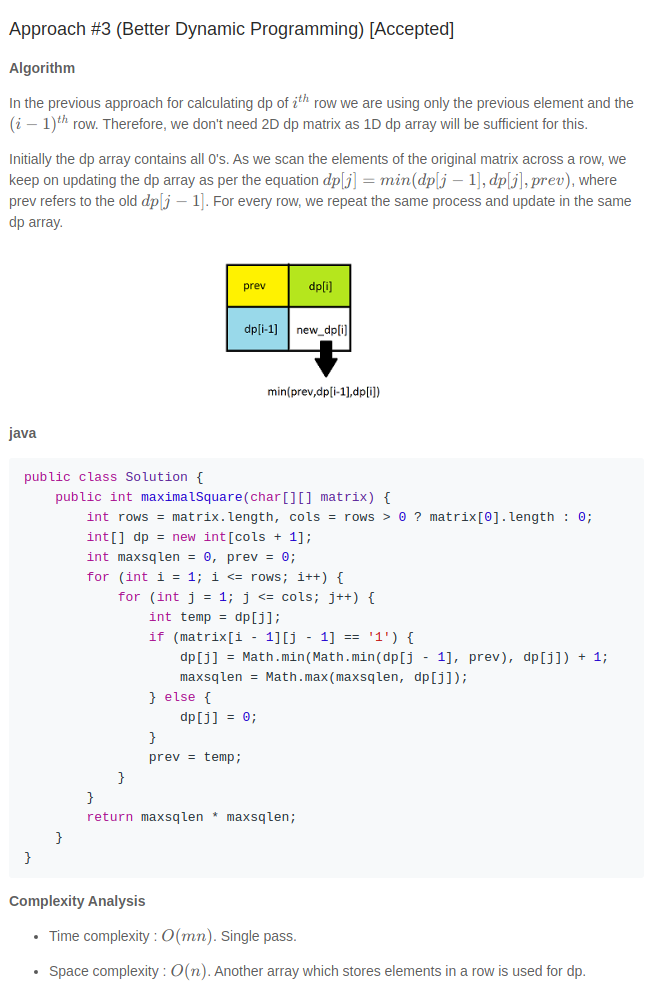 Approach #3 (Better Dynamic Programming) [Accepted]
Algorithm
In the previous approach for calculating dp of i^{th} row we are using only the previous element and the
(i − 1)^{th} row. Therefore, we don't need 2D dp matrix as 1D dp array will be sufficient for this.
Initially the dp array contains all 0's. As we scan the elements of the original matrix across a row, we
keep on updating the dp array as per the equation dp[j] = min(dp[j − 1], dp[j], prev), where
prev refers to the old dp[j − 1]. For every row, we repeat the same process and update in the same
dp array.
prev dp[i]
dp[i-1] new_dp[i]
min(prev,dp[i-1],dp[i])
java
public class Solution {
    public int maximalSquare(char[][] matrix) {
        int rows = matrix.length, cols = rows > 0 ? matrix[0].length : 0;
        int[] dp = new int[cols + 1];
        int maxsqlen = 0, prev = 0;
        for (int i = 1; i <= rows; i++) {
            for (int j = 1; j <= cols; j++) {
                int temp = dp[j];
                if (matrix[i - 1][j - 1] == '1') {
                    dp[j] = Math.min(Math.min(dp[j - 1], prev), dp[j]) + 1;
                    maxsqlen = Math.max(maxsqlen, dp[j]);
                } else {
                    dp[j] = 0;
                }
                prev = temp;
            }
        }
        return maxsqlen * maxsqlen;
    }
}
Complexity Analysis
• Time complexity : O(mn). Single pass.
• Space complexity : O(n). Another array which stores elements in a row is used for dp.